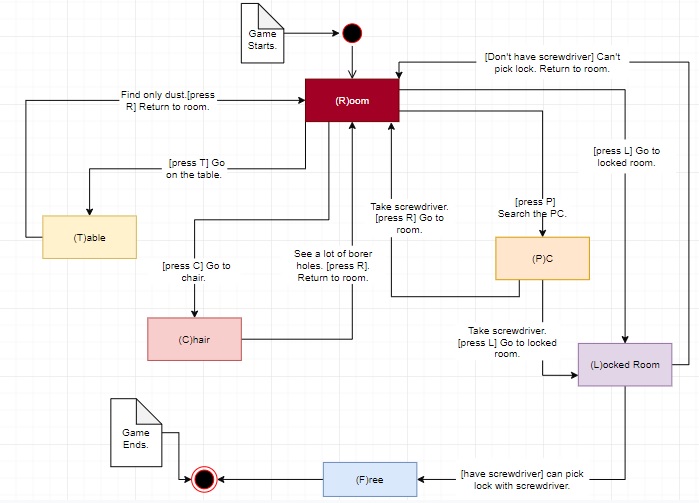 Game
Starts.
[Don't have screwdriver] Can't
pick lock. Return to room.
Find only dust.[press
R] Return to room.
(R)oom
[press T] Go
on the table.
[press L] Go to
locked room.
Take screwdriver.
[press R] Go to
room.
[press P]
Search the PC.
(T)able
[press C] Go to
chair.
See a lot of borer
holes. [press R].
Return to room.
(P)C
(C)hair
Take screwdriver.
[press L] Go to locked
room.
(L)ocked Room
Game
Ends.
(F)ree
[have screwdriver] can pick
lock with screwdriver.